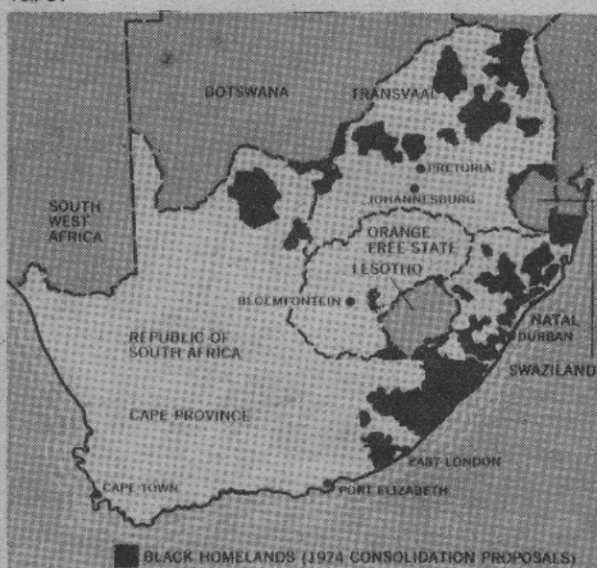 BOTSWANA
TRANSVAAL
PRETORIA
JOHANNESBURG
SOUTH
WEST
AFRICA
ORANGE
FREE STATE
LESOTHO
BLOEMFONTEIN
NATAL
DURBAN
REPUBLIC OF
SOUTH AFRICA
SWAZILAND
CAPE PROVINCE
EAST LONDON
CAPE TOWN
PORT ELIZABETH
BLACK HOMELANDS (1974 CONSOLIDATION PROPOSALS)